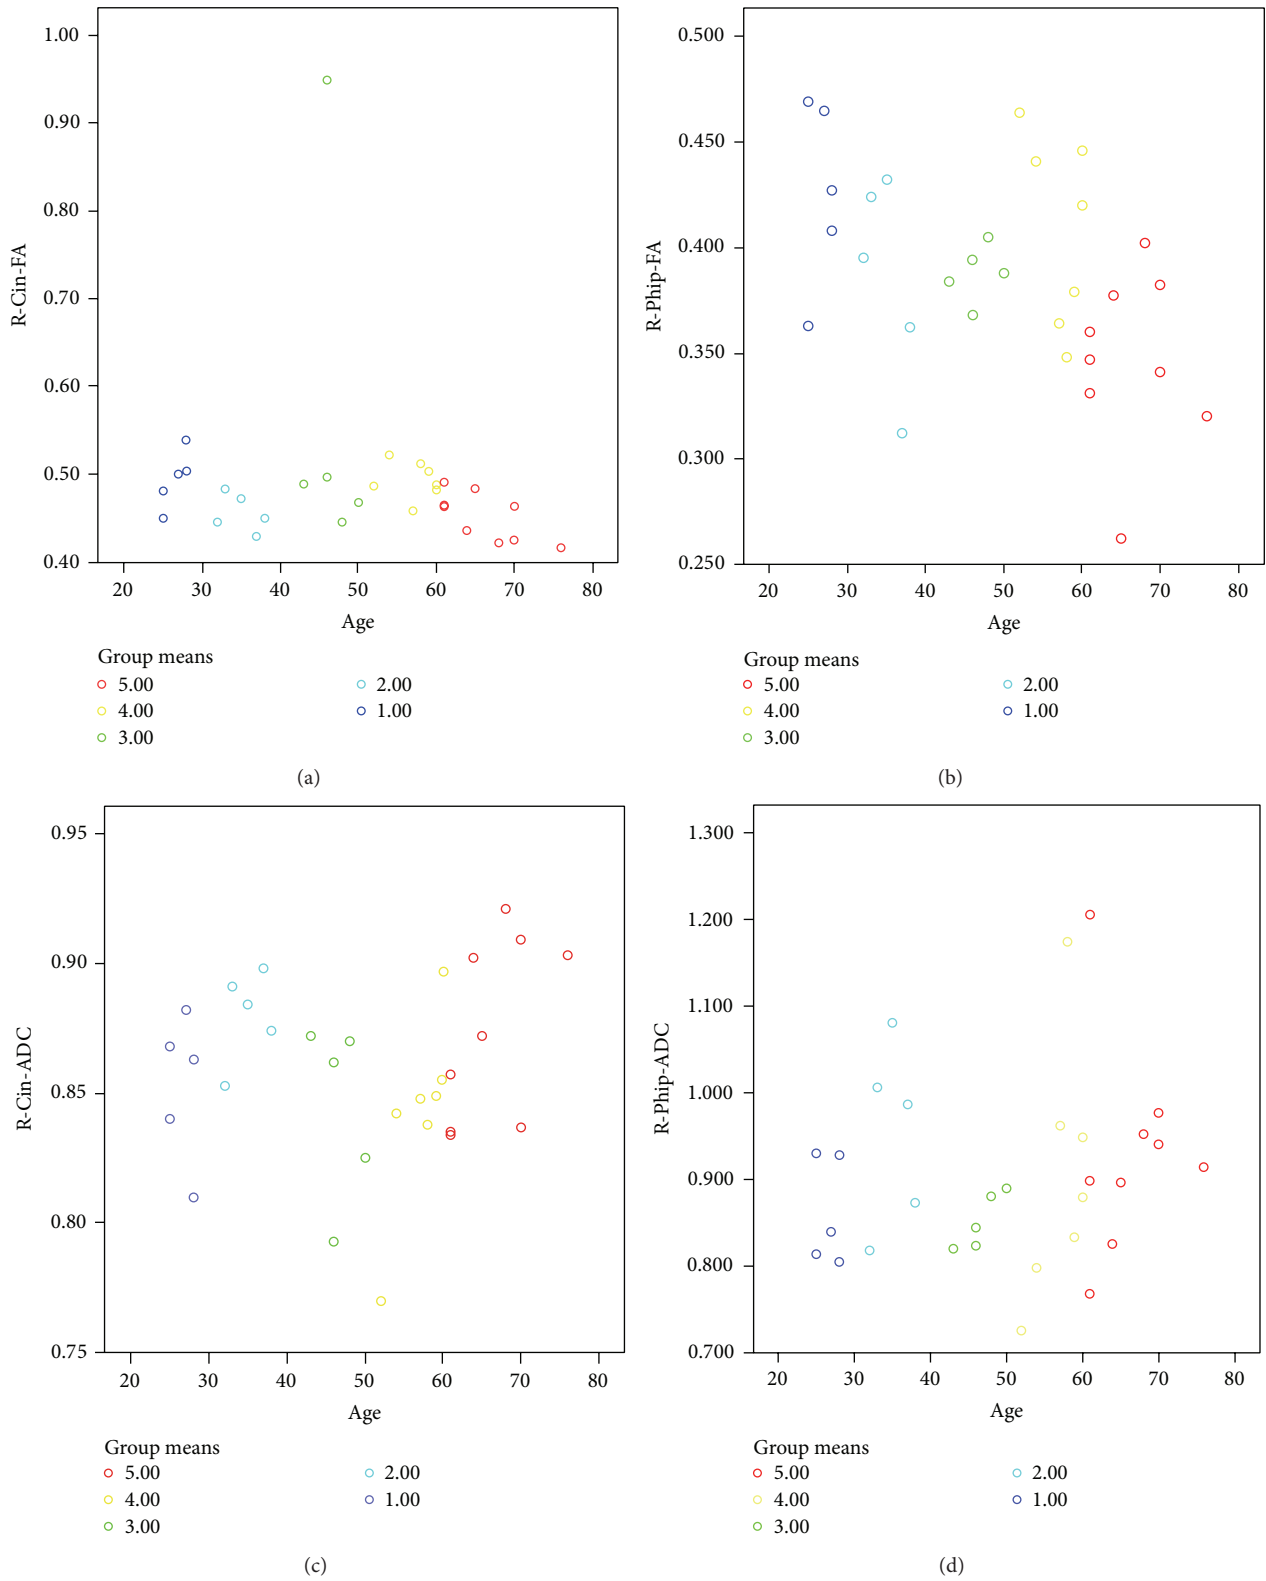 1.00
0.90
0.80
0.70
0.60
0.50
0.40
R-Cin-FA
20 30 40 50 60 70 80
Age
Group means
5.00 2.00
4.00 1.00
3.00
(a)
0.500
0.450
0.400
0.350
0.300
0.250
R-Phip-FA
20 30 40 50 60 70 80
Age
Group means
5.00 2.00
4.00 1.00
3.00
(b)
0.95
0.90
0.85
0.80
0.75
R-Cin-ADC
20 30 40 50 60 70 80
Age
Group means
5.00 2.00
4.00 1.00
3.00
(c)
1.300
1.200
1.100
1.000
0.900
0.800
0.700
R-Phip-ADC
20 30 40 50 60 70 80
Age
Group means
5.00 2.00
4.00 1.00
3.00
(d)